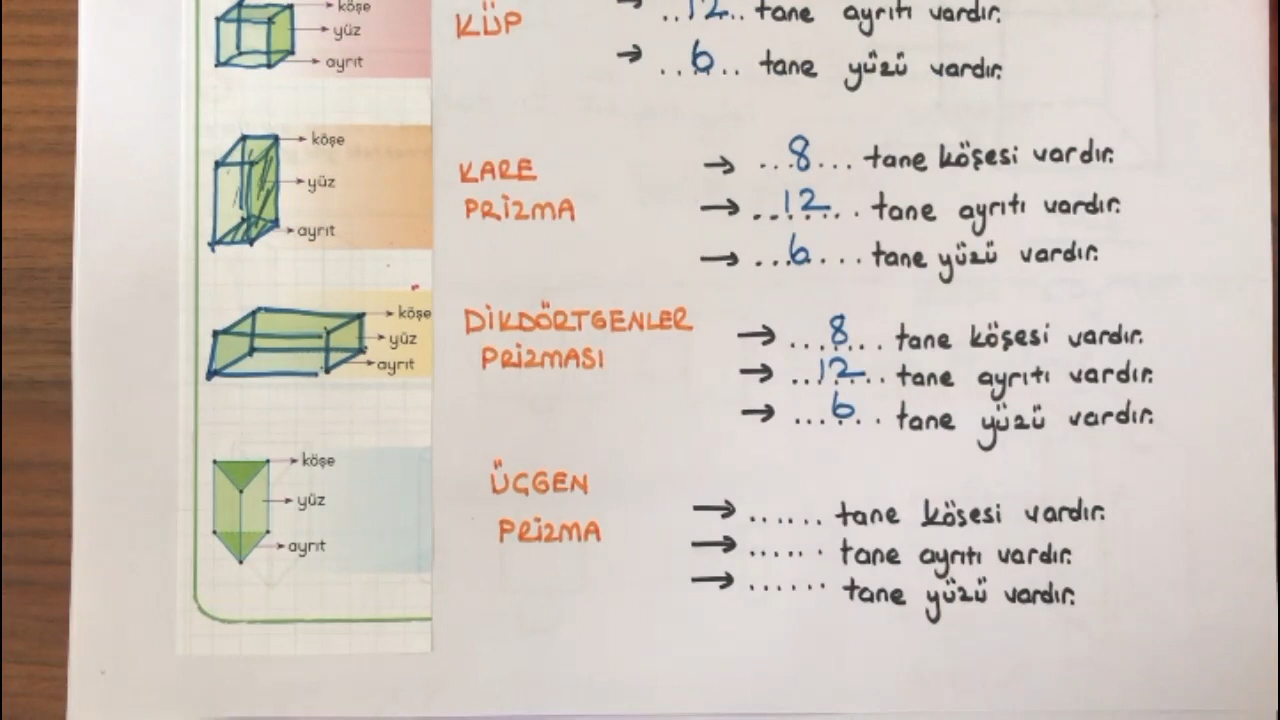 köşe
yüz
ayrıt
KÜP
→ ..12.. tane ayrıtı vardır.
→ ..6.. tane yüzü vardır.
köşe
yüz
ayrıt
KARE
PRİZMA
→ ...8... tane köşesi vardır.
→ ...12... tane ayrıtı vardır.
→ ...6... tane yüzü vardır.
köşe
yüz
ayrıt
DİKDÖRTGENLER
PRİZMASI
→ ...8... tane köşesi vardır.
→ ..12... tane ayrıtı vardır.
→ ...6... tane yüzü vardır.
köşe
yüz
ayrıt
ÜÇGEN
PRİZMA
→ ...... tane kösesi vardır.
→ ...... tane ayrıtı vardır.
→ ...... tane yüzü vardır.